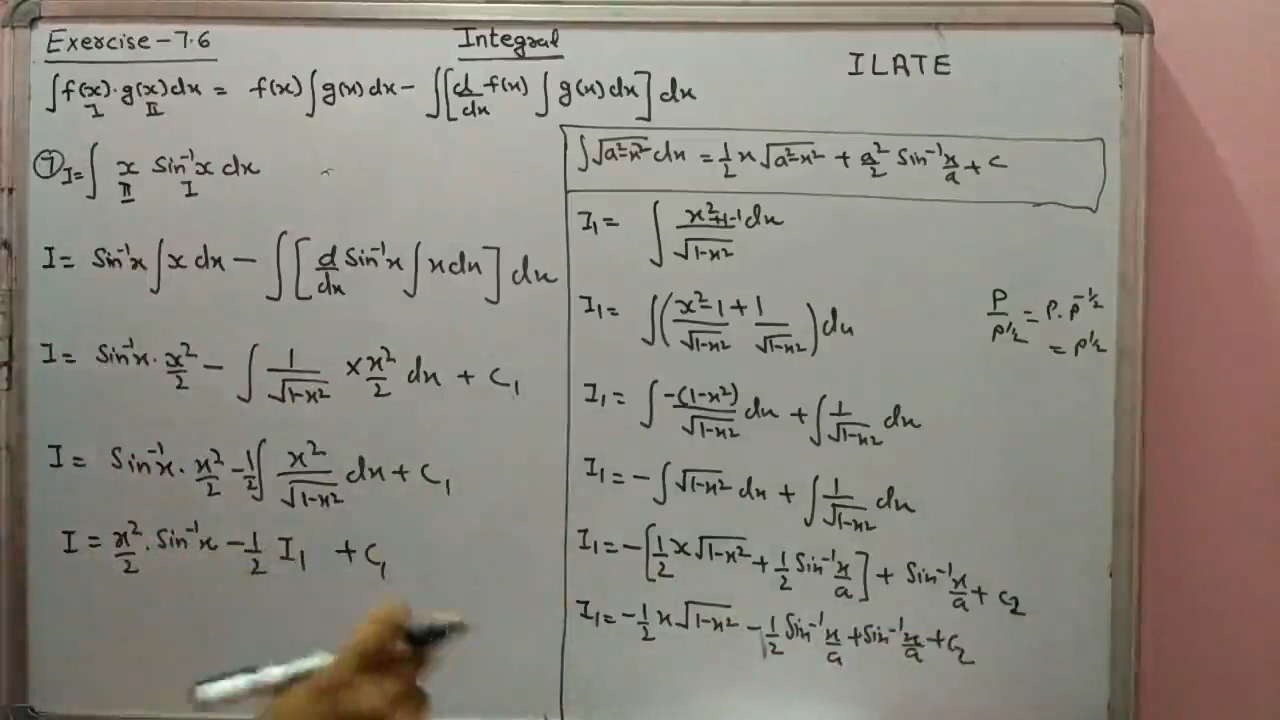 Exercise-7.6
Integral
ILATE
∫f(x)·g(x)dx = f(x)∫g(x)dx - ∫[d/dx f(x) ∫g(x)dx]dx
I II
⑦ I = ∫ x Sin⁻¹x dx
II I
I = Sin⁻¹x ∫x dx - ∫[d/dx Sin⁻¹x ∫x dx] dx
I = Sin⁻¹x · x²/2 - ∫ 1/√(1-x²) × x²/2 dx + C₁
I = Sin⁻¹x · x²/2 - 1/2 ∫ x²/√(1-x²) dx + C₁
I = x²/2 · Sin⁻¹x - 1/2 I₁ + C₁
∫√(a²-x²) dx = 1/2 x √(a²-x²) + a²/2 Sin⁻¹ x/a + c
I₁ = ∫ (x²+1-1)/√(1-x²) dx
I₁ = ∫((x²-1)/√(1-x²) + 1/√(1-x²)) dx
P/P^½ = P·P^-½
= P^½
I₁ = ∫ -(1-x²)/√(1-x²) dx + ∫ 1/√(1-x²) dx
I₁ = -∫√(1-x²) dx + ∫ 1/√(1-x²) dx
I₁ = -[1/2 x √(1-x²) + 1/2 Sin⁻¹ x/a] + Sin⁻¹ x/a + C₂
I₁ = -1/2 x √(1-x²) - 1/2 Sin⁻¹ x/a + Sin⁻¹ x/a + C₂